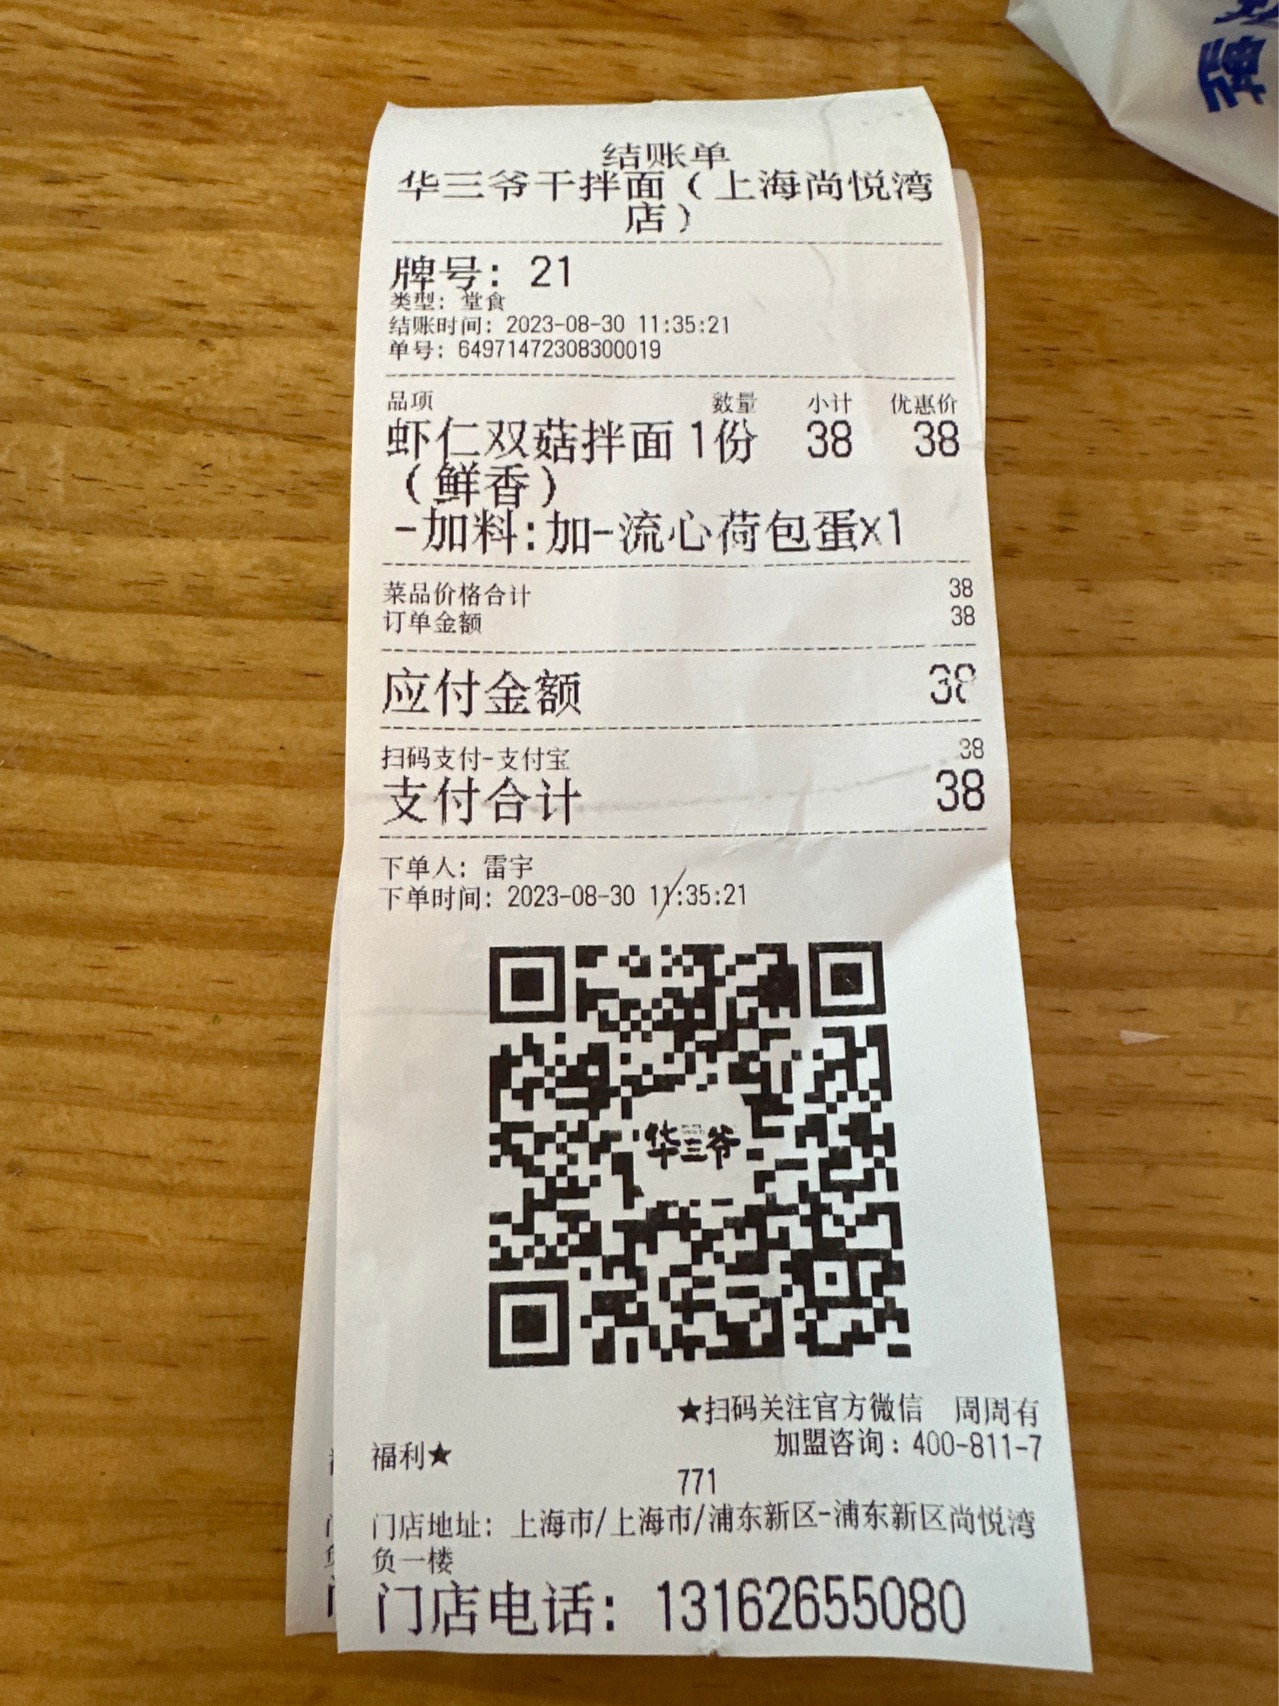 结账单
华三爷干拌面（上海尚悦湾
店）
牌号：21
类型：堂食
结账时间：2023-08-30 11:35:21
单号：64971472308300019
品项 数量 小计 优惠价
虾仁双菇拌面 1份 38 38
（鲜香）
-加料:加-流心荷包蛋x1
菜品价格合计 38
订单金额 38
应付金额 38
扫码支付-支付宝 38
支付合计 38
下单人：雷宇
下单时间：2023-08-30 11:35:21
华三爷
★扫码关注官方微信 周周有
福利★ 加盟咨询：400-811-7
771
门店地址：上海市/上海市/浦东新区-浦东新区尚悦湾
负一楼
门店电话：13162655080